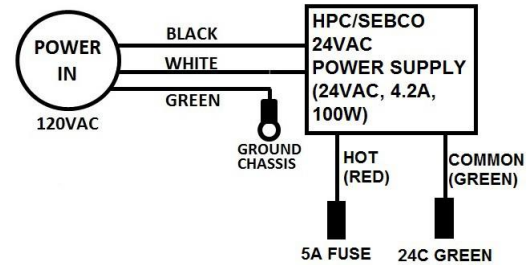 POWER
IN
120VAC
BLACK
WHITE
GREEN
GROUND
CHASSIS
HPC/SEBCO
24VAC
POWER SUPPLY
(24VAC, 4.2A,
100W)
HOT
(RED)
COMMON
(GREEN)
5A FUSE
24C GREEN